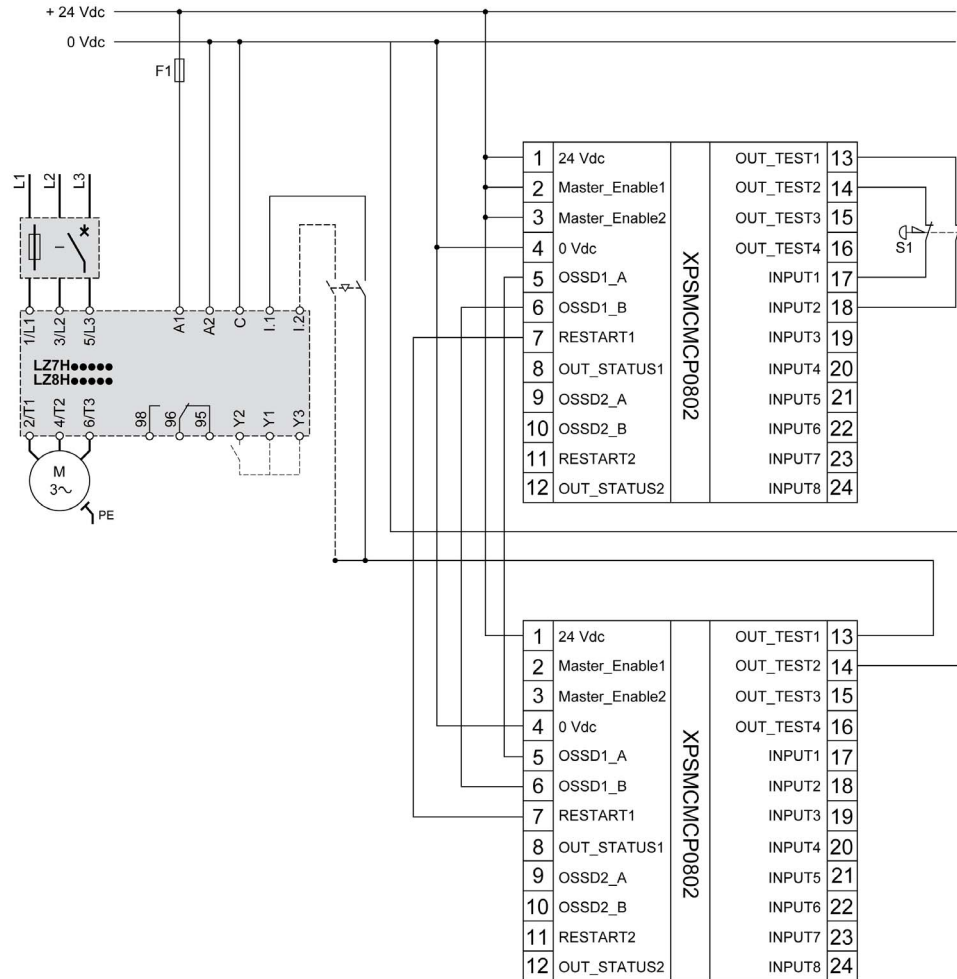 + 24 Vdc
0 Vdc
F1
L1 L2 L3
1/L1 3/L2 5/L3 A1 A2 C I.1 I.2
LZ7H●●●●●
LZ8H●●●●●
2/T1 4/T2 6/T3 98 96 95 Y2 Y1 Y3
M
3~
PE
S1
XPSMCMCP0802
1 24 Vdc OUT_TEST1 13
2 Master_Enable1 OUT_TEST2 14
3 Master_Enable2 OUT_TEST3 15
4 0 Vdc OUT_TEST4 16
5 OSSD1_A INPUT1 17
6 OSSD1_B INPUT2 18
7 RESTART1 INPUT3 19
8 OUT_STATUS1 INPUT4 20
9 OSSD2_A INPUT5 21
10 OSSD2_B INPUT6 22
11 RESTART2 INPUT7 23
12 OUT_STATUS2 INPUT8 24
XPSMCMCP0802
1 24 Vdc OUT_TEST1 13
2 Master_Enable1 OUT_TEST2 14
3 Master_Enable2 OUT_TEST3 15
4 0 Vdc OUT_TEST4 16
5 OSSD1_A INPUT1 17
6 OSSD1_B INPUT2 18
7 RESTART1 INPUT3 19
8 OUT_STATUS1 INPUT4 20
9 OSSD2_A INPUT5 21
10 OSSD2_B INPUT6 22
11 RESTART2 INPUT7 23
12 OUT_STATUS2 INPUT8 24